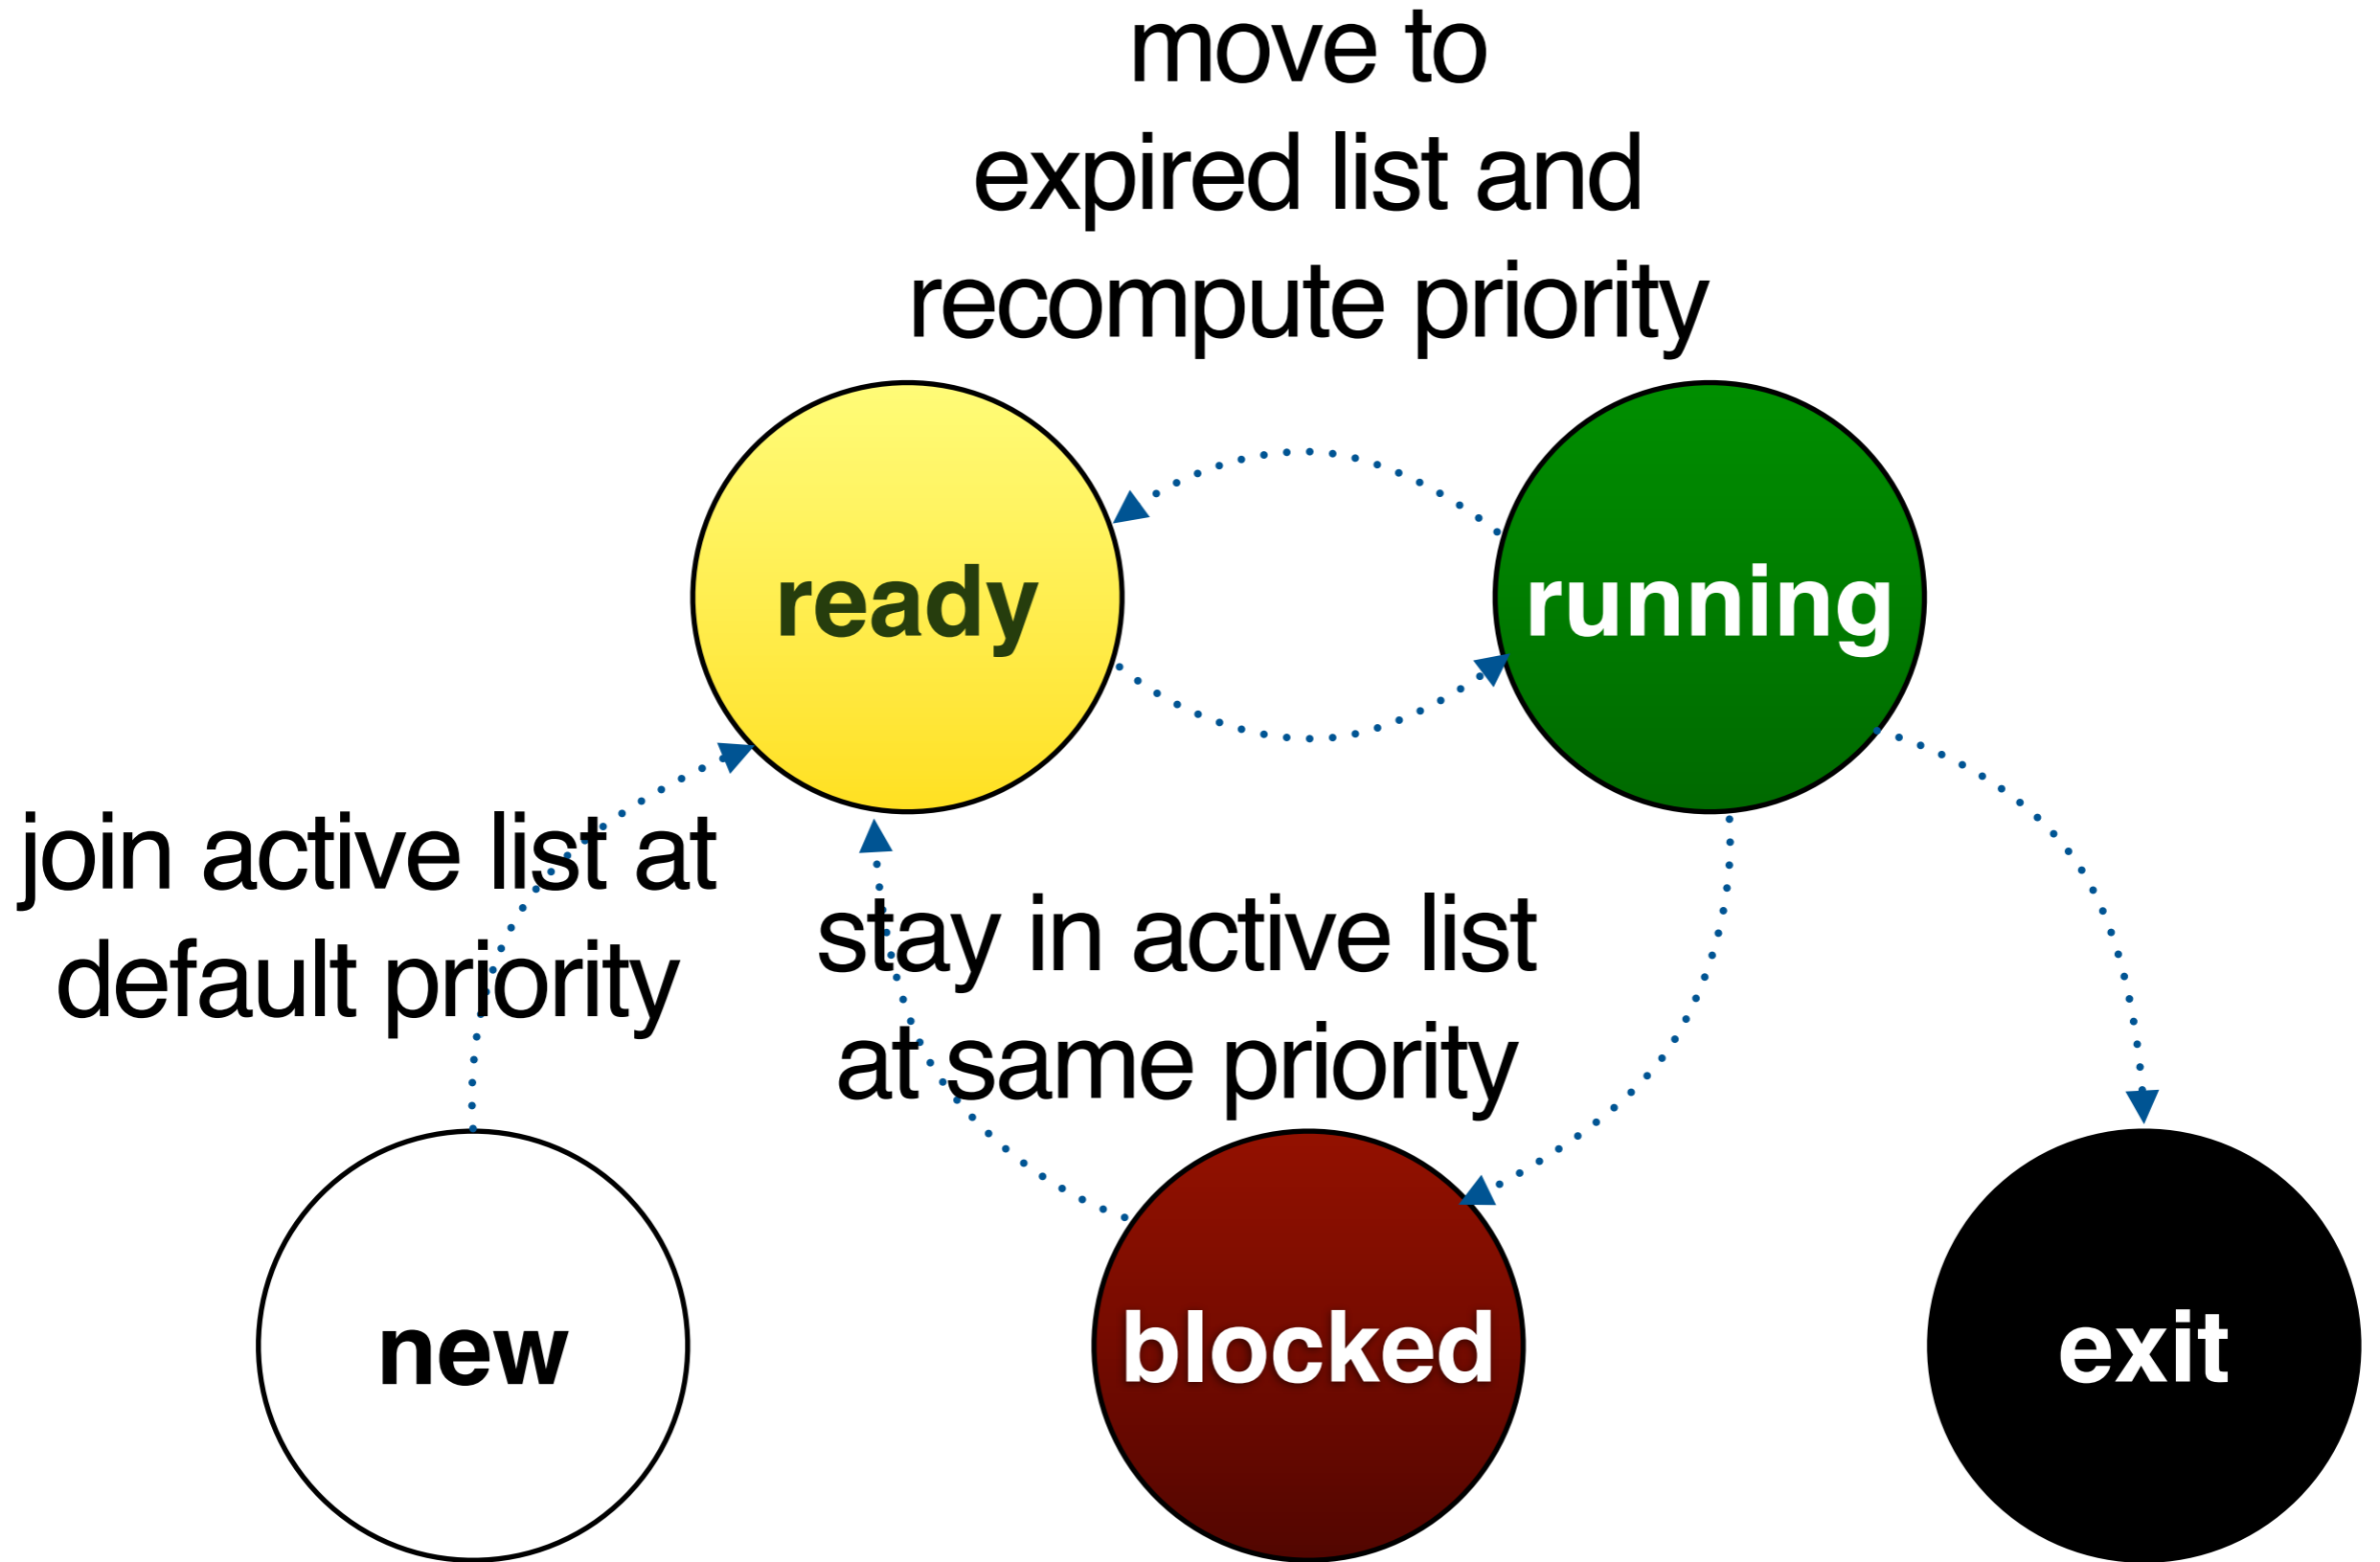 move to
expired list and
recompute priority
ready
running
join active list at
default priority
stay in active list
at same priority
new
blocked
exit